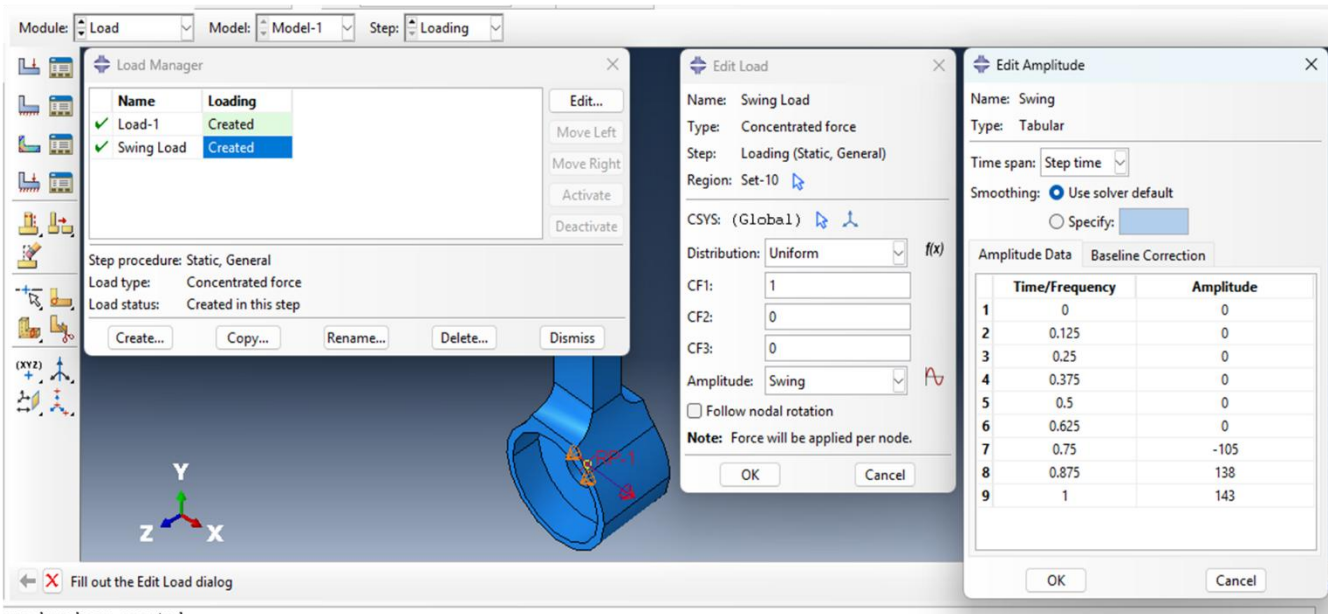 Module: Load Model: Model-1 Step: Loading
Load Manager
Name Loading
Load-1 Created
Swing Load Created
Edit...
Move Left
Move Right
Activate
Deactivate
Step procedure: Static, General
Load type: Concentrated force
Load status: Created in this step
Create... Copy... Rename... Delete... Dismiss
(XYZ)
RP-1
Y
Z X
Edit Load
Name: Swing Load
Type: Concentrated force
Step: Loading (Static, General)
Region: Set-10
CSYS: (Global)
Distribution: Uniform f(x)
CF1: 1
CF2: 0
CF3: 0
Amplitude: Swing
Follow nodal rotation
Note: Force will be applied per node.
OK Cancel
Edit Amplitude
Name: Swing
Type: Tabular
Time span: Step time
Smoothing: Use solver default
Specify:
Amplitude Data Baseline Correction
Time/Frequency Amplitude
1 0 0
2 0.125 0
3 0.25 0
4 0.375 0
5 0.5 0
6 0.625 0
7 0.75 -105
8 0.875 138
9 1 143
OK Cancel
Fill out the Edit Load dialog